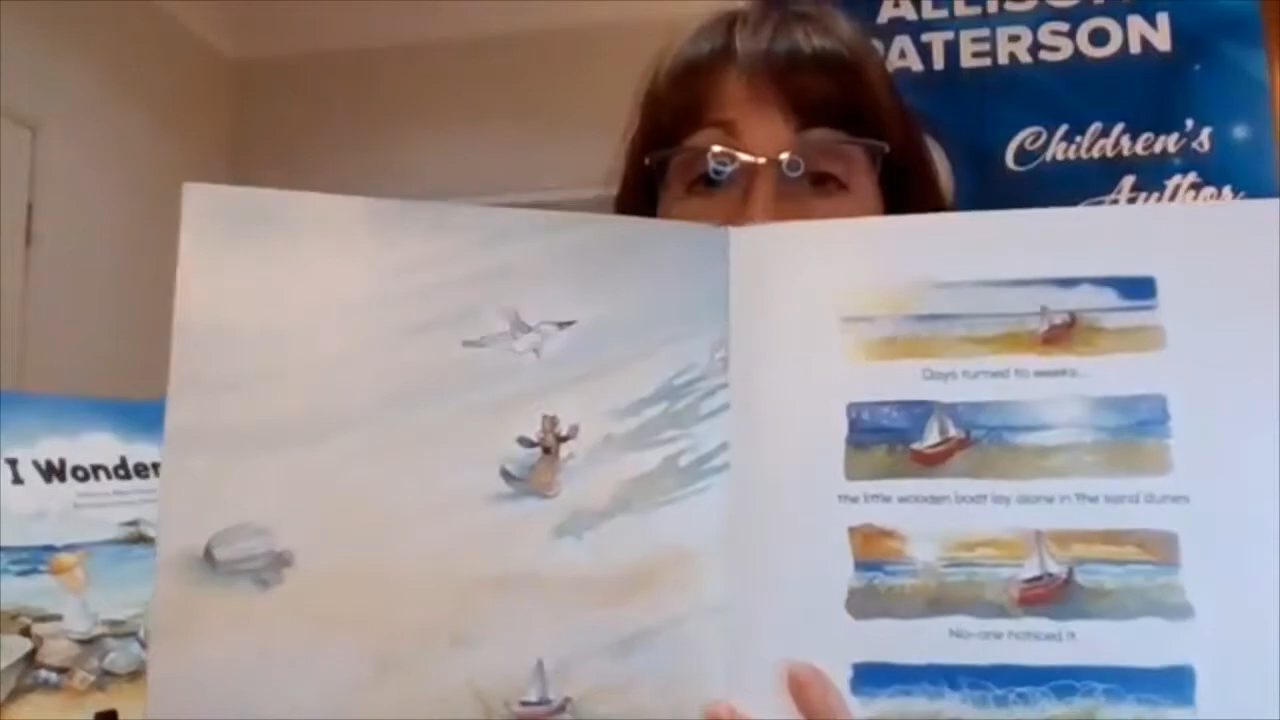 ALLISON
PATERSON
Children's
Author
I Wonder
Days turned to weeks...
the little wooden boat lay alone in the sand dunes
No-one noticed it.